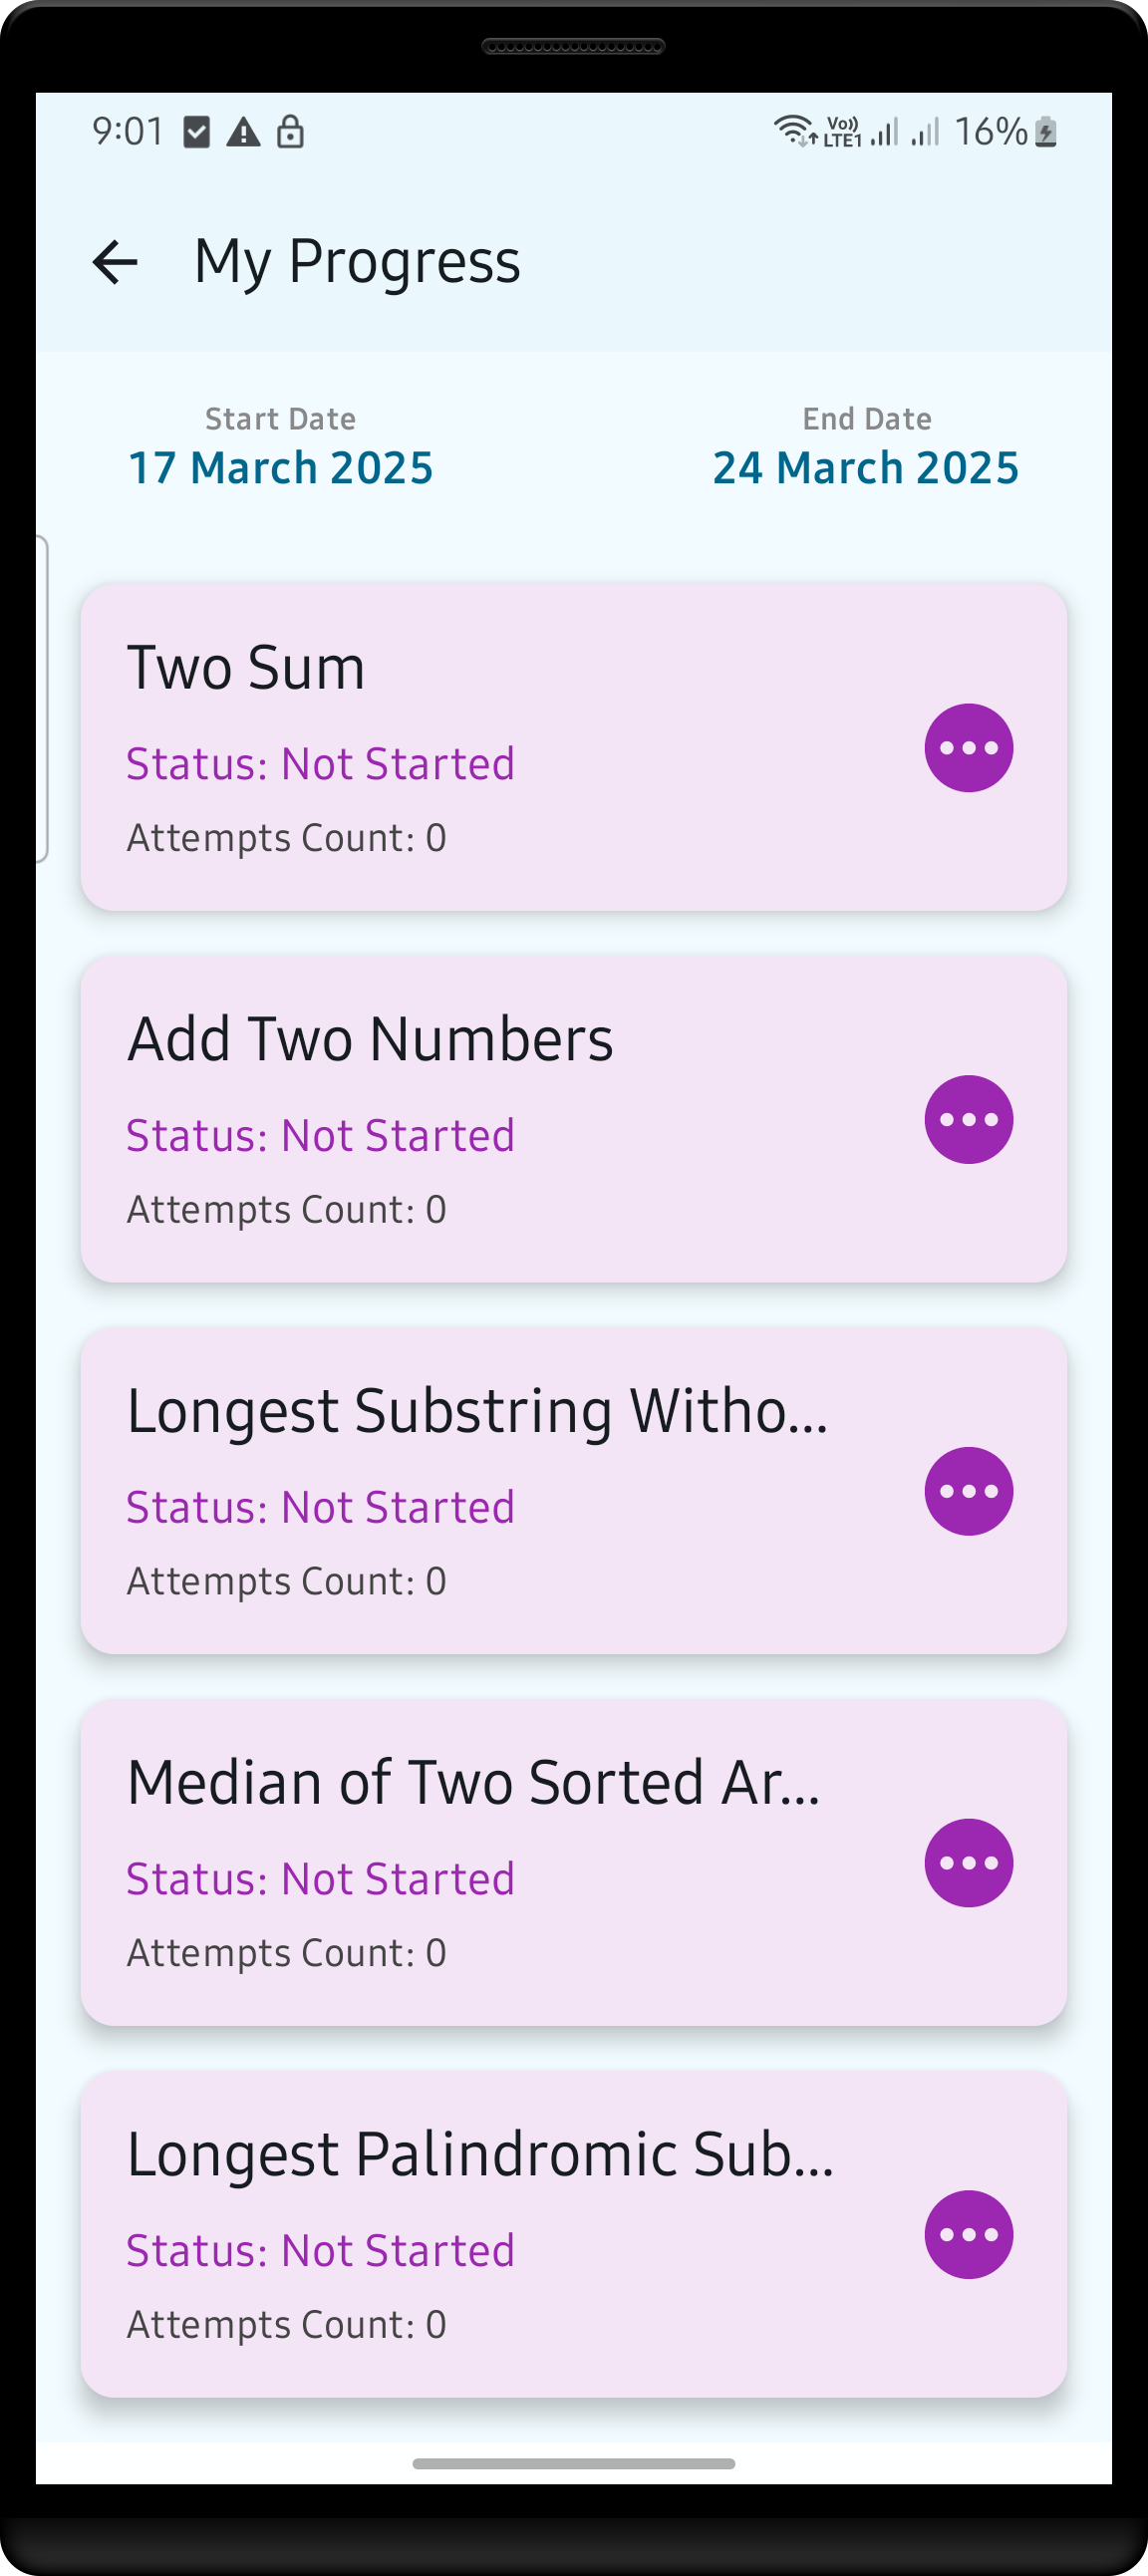 9:01 Vo)) LTE1 16%
My Progress
Start Date End Date
17 March 2025 24 March 2025
Two Sum
Status: Not Started
Attempts Count: 0
Add Two Numbers
Status: Not Started
Attempts Count: 0
Longest Substring Witho...
Status: Not Started
Attempts Count: 0
Median of Two Sorted Ar...
Status: Not Started
Attempts Count: 0
Longest Palindromic Sub...
Status: Not Started
Attempts Count: 0